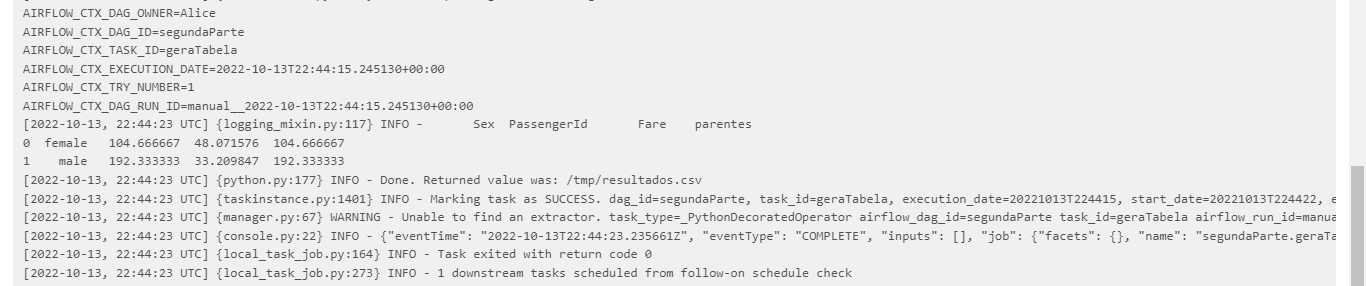 AIRFLOW_CTX_DAG_OWNER=Alice
AIRFLOW_CTX_DAG_ID=segundaParte
AIRFLOW_CTX_TASK_ID=geraTabela
AIRFLOW_CTX_EXECUTION_DATE=2022-10-13T22:44:15.245130+00:00
AIRFLOW_CTX_TRY_NUMBER=1
AIRFLOW_CTX_DAG_RUN_ID=manual__2022-10-13T22:44:15.245130+00:00
[2022-10-13, 22:44:23 UTC] {logging_mixin.py:117} INFO -       Sex  PassengerId       Fare    parentes
0  female   104.666667  48.071576  104.666667
1    male   192.333333  33.209847  192.333333
[2022-10-13, 22:44:23 UTC] {python.py:177} INFO - Done. Returned value was: /tmp/resultados.csv
[2022-10-13, 22:44:23 UTC] {taskinstance.py:1401} INFO - Marking task as SUCCESS. dag_id=segundaParte, task_id=geraTabela, execution_date=20221013T224415, start_date=20221013T224422, e
[2022-10-13, 22:44:23 UTC] {manager.py:67} WARNING - Unable to find an extractor. task_type=_PythonDecoratedOperator airflow_dag_id=segundaParte task_id=geraTabela airflow_run_id=manua
[2022-10-13, 22:44:23 UTC] {console.py:22} INFO - {"eventTime": "2022-10-13T22:44:23.235661Z", "eventType": "COMPLETE", "inputs": [], "job": {"facets": {}, "name": "segundaParte.geraTa
[2022-10-13, 22:44:23 UTC] {local_task_job.py:164} INFO - Task exited with return code 0
[2022-10-13, 22:44:23 UTC] {local_task_job.py:273} INFO - 1 downstream tasks scheduled from follow-on schedule check